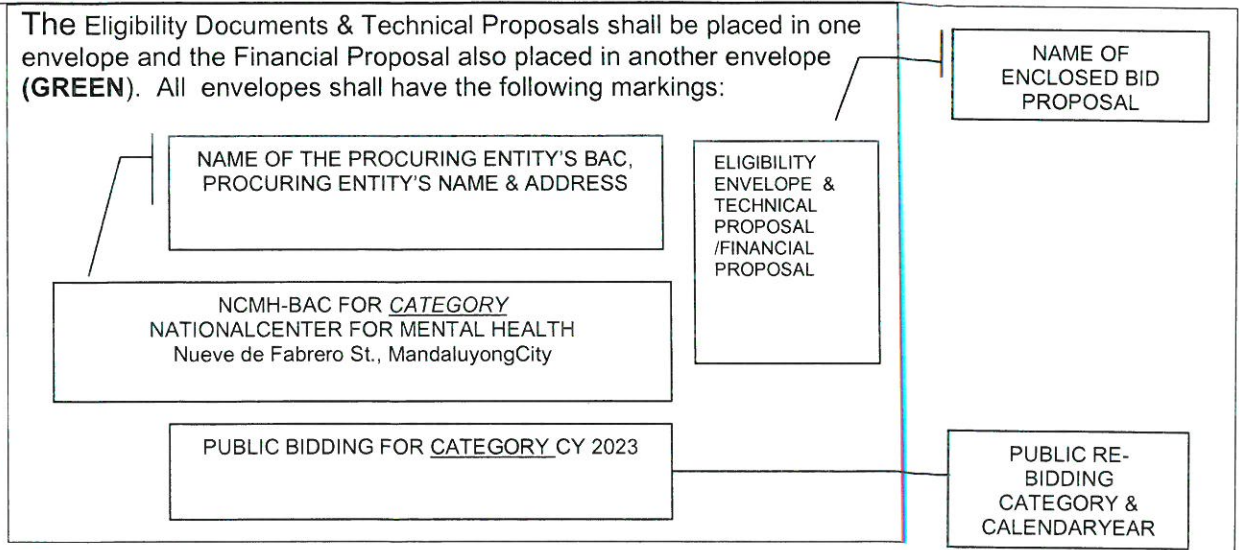 The Eligibility Documents & Technical Proposals shall be placed in one
envelope and the Financial Proposal also placed in another envelope
(GREEN). All envelopes shall have the following markings:
NAME OF
ENCLOSED BID
PROPOSAL
NAME OF THE PROCURING ENTITY'S BAC,
PROCURING ENTITY'S NAME & ADDRESS
ELIGIBILITY
ENVELOPE &
TECHNICAL
PROPOSAL
/FINANCIAL
PROPOSAL
NCMH-BAC FOR CATEGORY
NATIONALCENTER FOR MENTAL HEALTH
Nueve de Fabrero St., MandaluyongCity
PUBLIC BIDDING FOR CATEGORY CY 2023
PUBLIC RE-
BIDDING
CATEGORY &
CALENDARYEAR